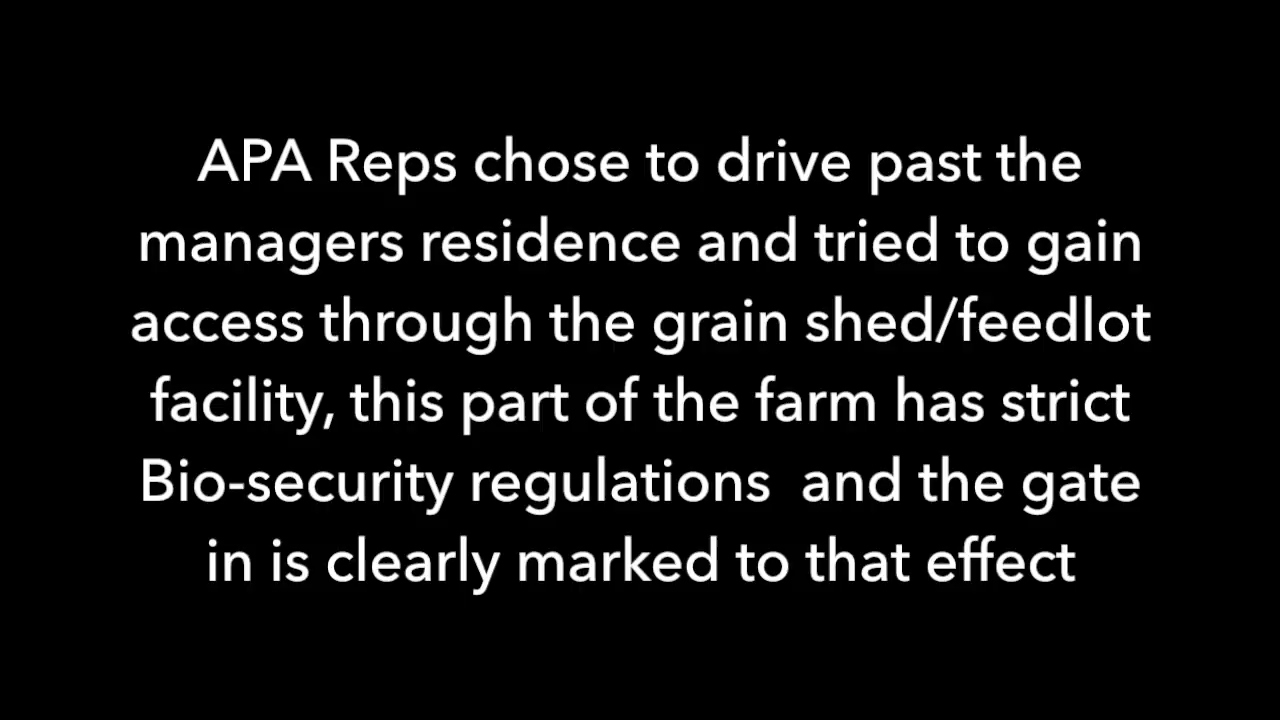 APA Reps chose to drive past the
managers residence and tried to gain
access through the grain shed/feedlot
facility, this part of the farm has strict
Bio-security regulations  and the gate
in is clearly marked to that effect